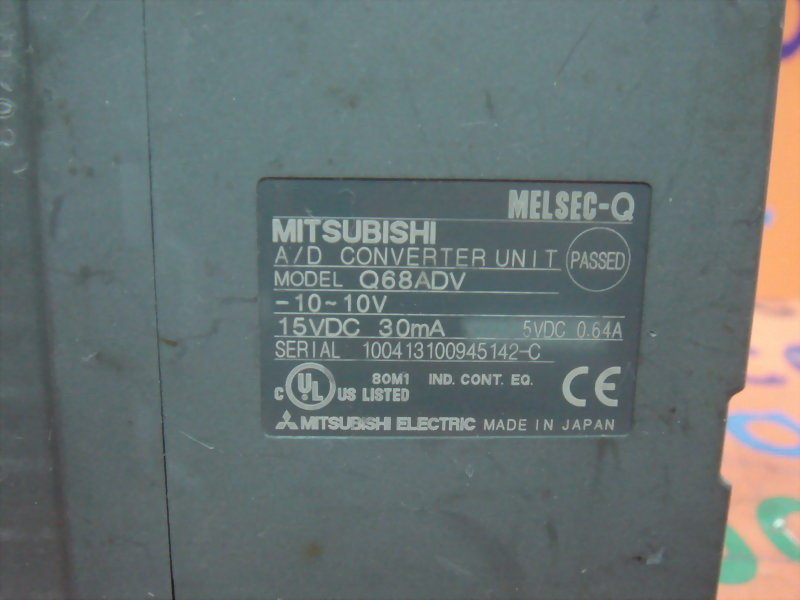 MELSEC-Q
MITSUBISHI
A/D CONVERTER UNIT PASSED
MODEL Q68ADV
-10~10V
15VDC 30mA 5VDC 0.64A
SERIAL 100413100945142-C
C UL US LISTED 80M1 IND. CONT. EQ. CE
MITSUBISHI ELECTRIC MADE IN JAPAN